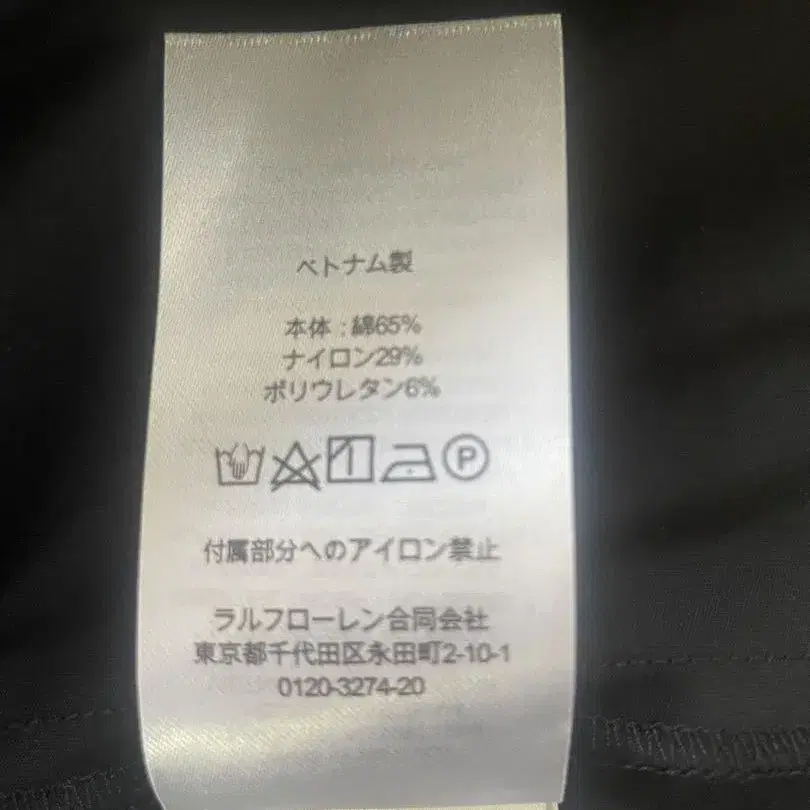 ベトナム製
本体:綿65%
ナイロン29%
ポリウレタン6%
P
付属部分へのアイロン禁止
ラルフローレン合同会社
東京都千代田区永田町2-10-1
0120-3274-20